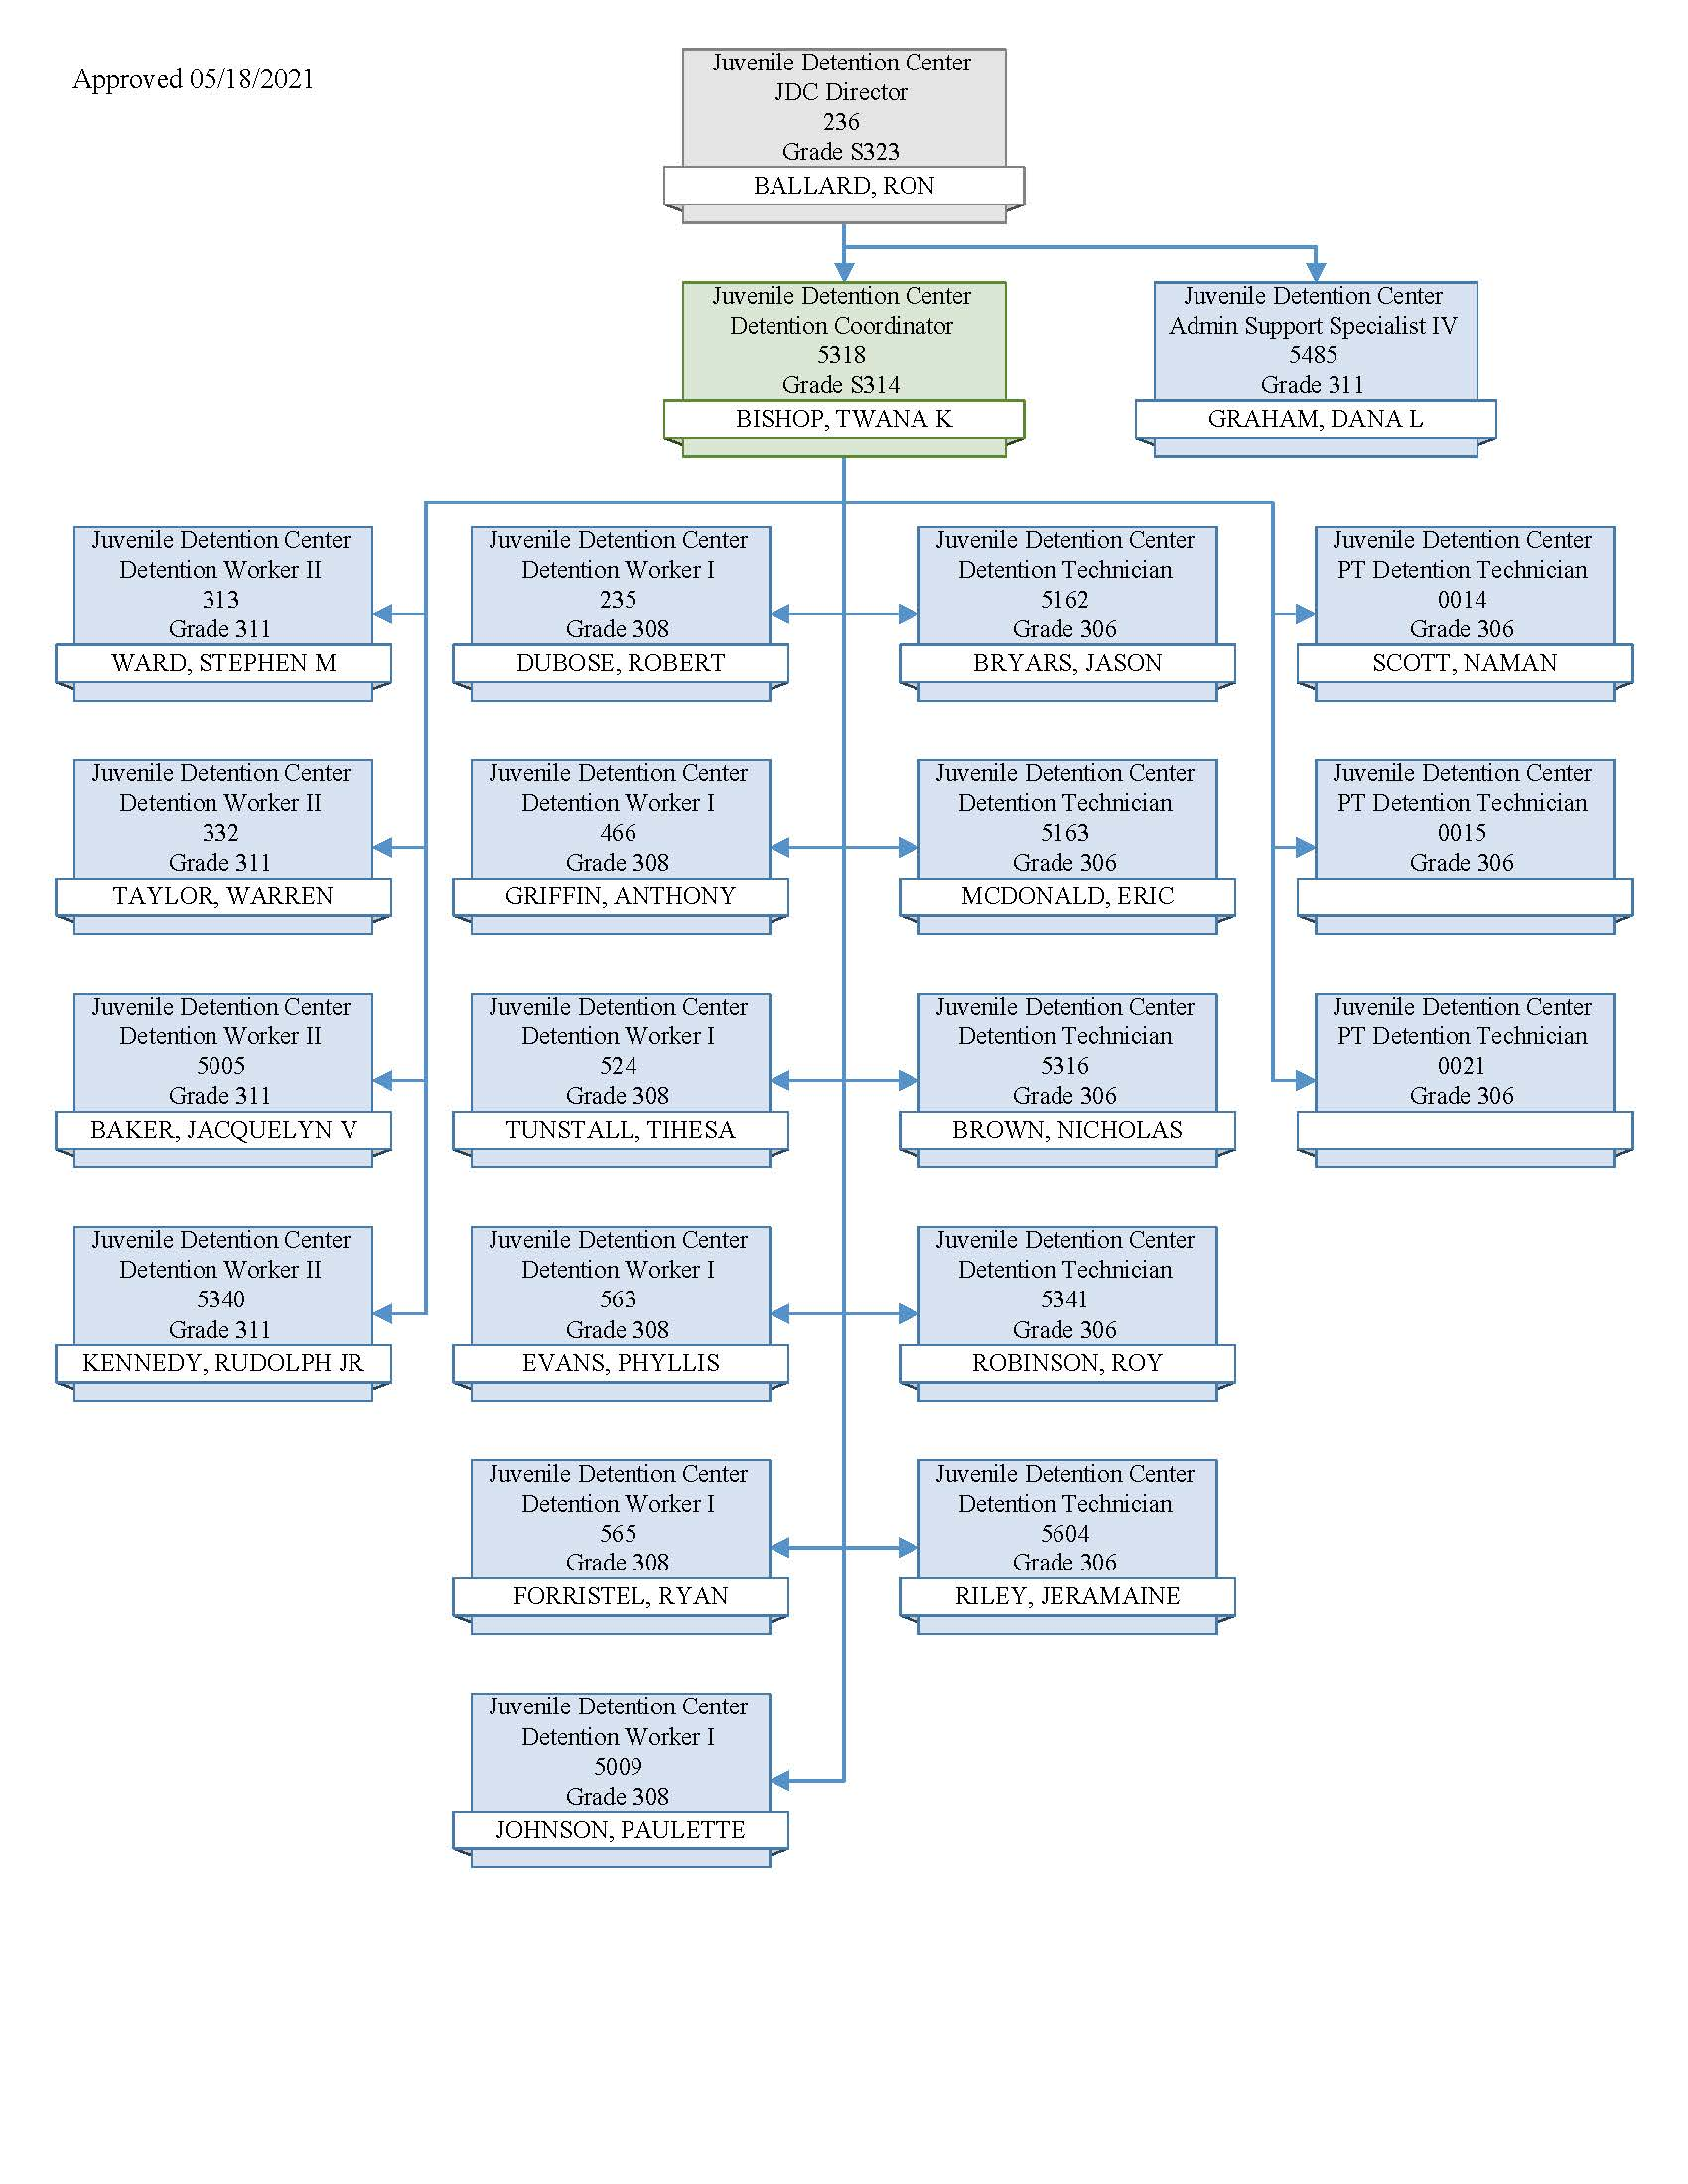 Approved 05/18/2021
Juvenile Detention Center
JDC Director
236
Grade S323
BALLARD, RON
Juvenile Detention Center
Detention Coordinator
5318
Grade S314
BISHOP, TWANA K
Juvenile Detention Center
Admin Support Specialist IV
5485
Grade 311
GRAHAM, DANA L
Juvenile Detention Center
Detention Worker II
313
Grade 311
WARD, STEPHEN M
Juvenile Detention Center
Detention Worker I
235
Grade 308
DUBOSE, ROBERT
Juvenile Detention Center
Detention Technician
5162
Grade 306
BRYARS, JASON
Juvenile Detention Center
PT Detention Technician
0014
Grade 306
SCOTT, NAMAN
Juvenile Detention Center
Detention Worker II
332
Grade 311
TAYLOR, WARREN
Juvenile Detention Center
Detention Worker I
466
Grade 308
GRIFFIN, ANTHONY
Juvenile Detention Center
Detention Technician
5163
Grade 306
MCDONALD, ERIC
Juvenile Detention Center
PT Detention Technician
0015
Grade 306
Juvenile Detention Center
Detention Worker II
5005
Grade 311
BAKER, JACQUELYN V
Juvenile Detention Center
Detention Worker I
524
Grade 308
TUNSTALL, TIHESA
Juvenile Detention Center
Detention Technician
5316
Grade 306
BROWN, NICHOLAS
Juvenile Detention Center
PT Detention Technician
0021
Grade 306
Juvenile Detention Center
Detention Worker II
5340
Grade 311
KENNEDY, RUDOLPH JR
Juvenile Detention Center
Detention Worker I
563
Grade 308
EVANS, PHYLLIS
Juvenile Detention Center
Detention Technician
5341
Grade 306
ROBINSON, ROY
Juvenile Detention Center
Detention Worker I
565
Grade 308
FORRISTEL, RYAN
Juvenile Detention Center
Detention Technician
5604
Grade 306
RILEY, JERAMAINE
Juvenile Detention Center
Detention Worker I
5009
Grade 308
JOHNSON, PAULETTE